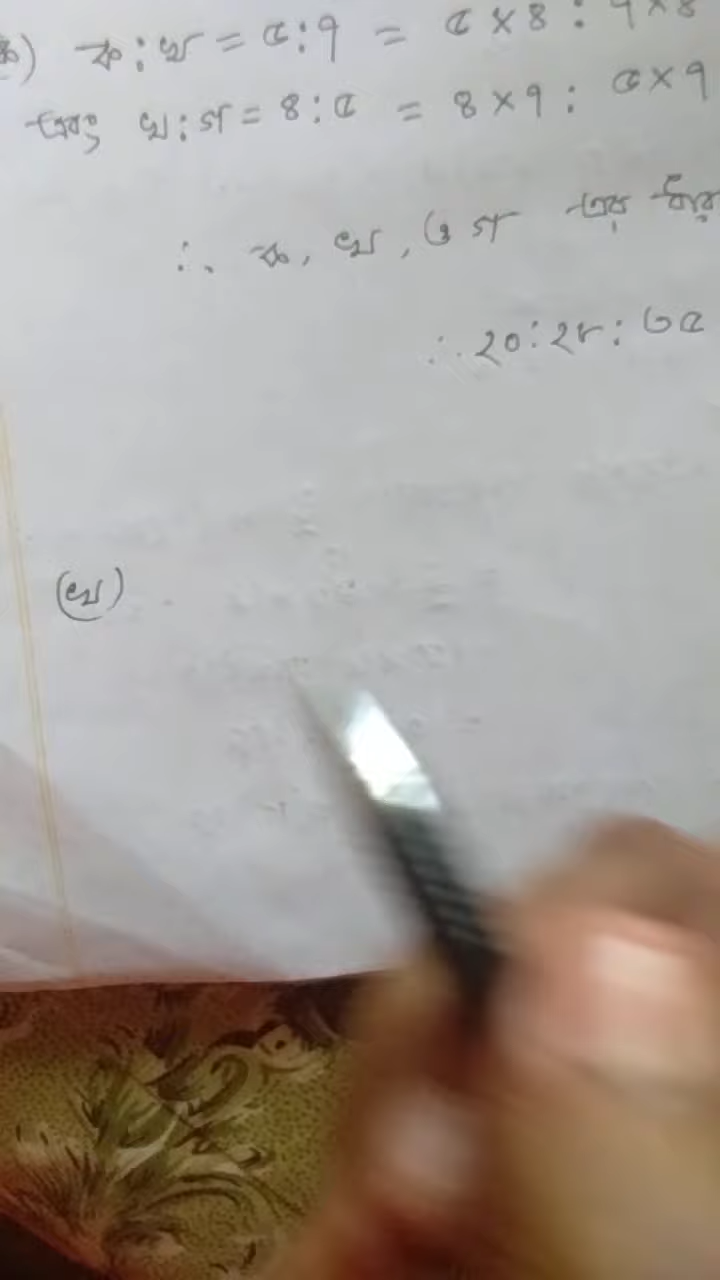 ক) ক:খ = ৫:৭ = ৫×৪ : ৭×৪
এবং খ:গ = ৪:৫ = ৪×৭ : ৫×৭
∴ ক, খ, ও গ এর ধার
∴ ২০:২৮:৩৫
(খ)